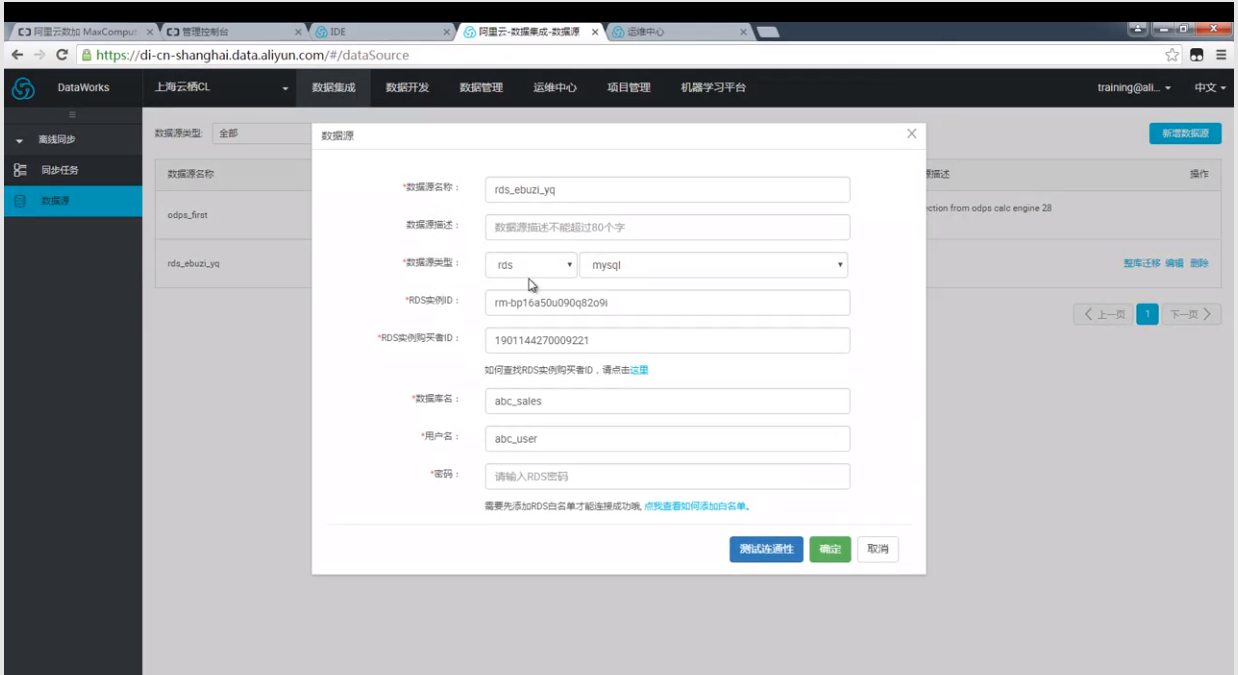 阿里云数加 MaxComput
管理控制台
IDE
阿里云-数据集成-数据源
运维中心
https://di-cn-shanghai.data.aliyun.com/#/dataSource
DataWorks
上海云栖CL
数据集成
数据开发
数据管理
运维中心
项目管理
机器学习平台
training@ali...
中文
离线同步
同步任务
数据源
数据源类型:
全部
新增数据源
数据源名称
源描述
操作
odps_first
ection from odps calc engine 28
rds_ebuzi_yq
整库迁移 编辑 删除
上一页 1 下一页
数据源
*数据源名称：
rds_ebuzi_yq
数据源描述：
数据源描述不能超过80个字
*数据源类型：
rds
mysql
*RDS实例ID：
rm-bp16a50u090q82o9i
*RDS实例购买者ID：
1901144270009221
如何查找RDS实例购买者ID，请点击这里
*数据库名：
abc_sales
*用户名：
abc_user
*密码：
请输入RDS密码
需要先添加RDS白名单才能连接成功哦, 点我查看如何添加白名单。
测试连通性
确定
取消